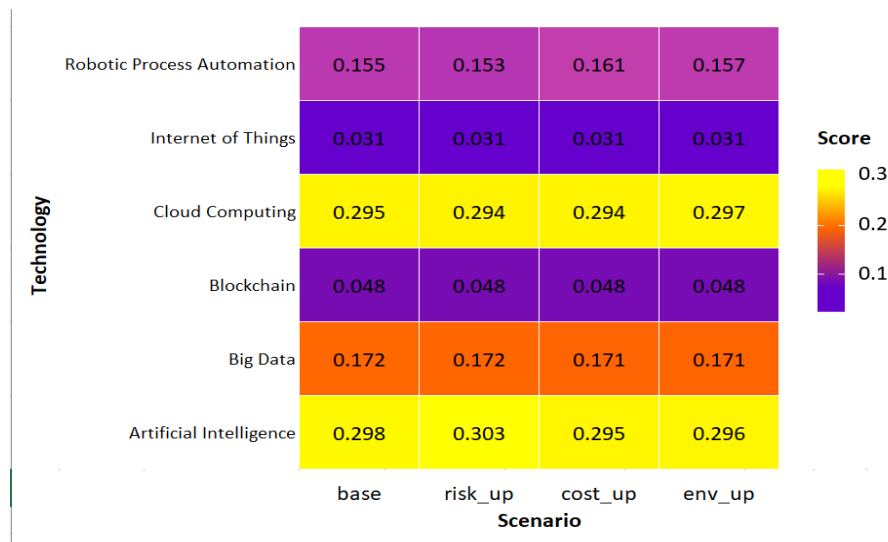 Robotic Process Automation 0.155 0.153 0.161 0.157
Internet of Things 0.031 0.031 0.031 0.031
Cloud Computing 0.295 0.294 0.294 0.297
Blockchain 0.048 0.048 0.048 0.048
Big Data 0.172 0.172 0.171 0.171
Artificial Intelligence 0.298 0.303 0.295 0.296
base risk_up cost_up env_up
Scenario
Technology
Score
0.3
0.2
0.1